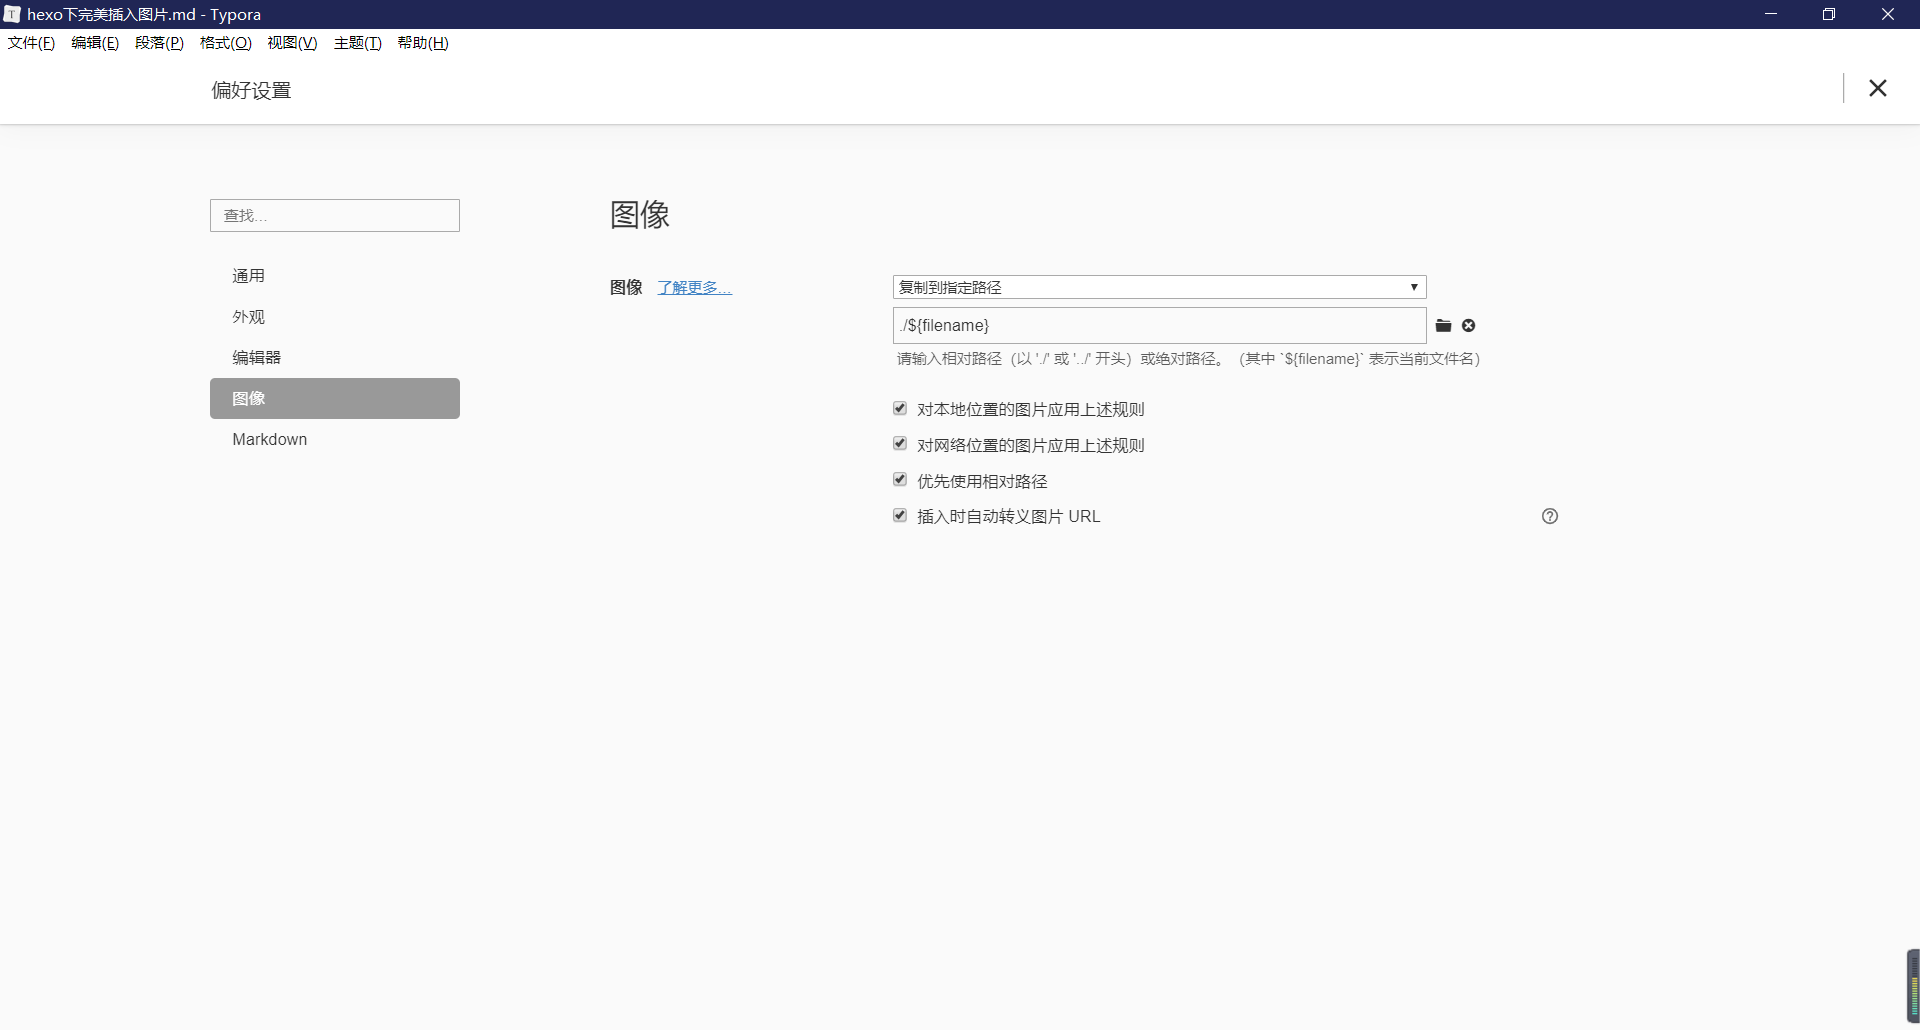 hexo下完美插入图片.md - Typora
文件(F) 编辑(E) 段落(P) 格式(O) 视图(V) 主题(T) 帮助(H)
偏好设置
查找...
通用
外观
编辑器
图像
Markdown
图像
图像 了解更多...
复制到指定路径
./${filename}
请输入相对路径（以 './' 或 '../' 开头）或绝对路径。（其中 `${filename}` 表示当前文件名）
对本地位置的图片应用上述规则
对网络位置的图片应用上述规则
优先使用相对路径
插入时自动转义图片 URL